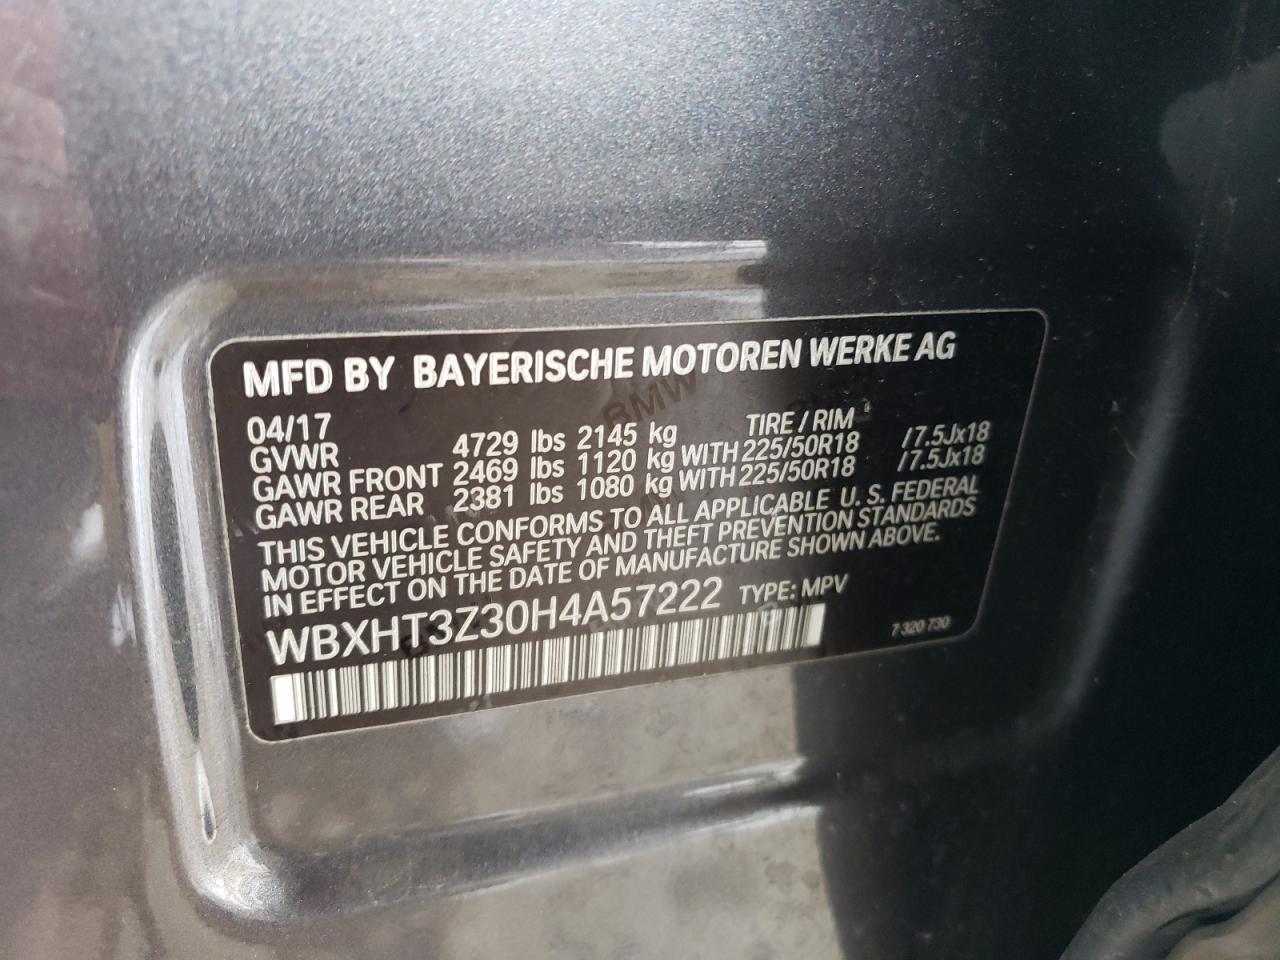 MFD BY BAYERISCHE MOTOREN WERKE AG
04/17 TIRE / RIM
GVWR 4729 lbs 2145 kg
GAWR FRONT 2469 lbs 1120 kg WITH 225/50R18 /7.5Jx18
GAWR REAR 2381 lbs 1080 kg WITH 225/50R18 /7.5Jx18
THIS VEHICLE CONFORMS TO ALL APPLICABLE U. S. FEDERAL
MOTOR VEHICLE SAFETY AND THEFT PREVENTION STANDARDS
IN EFFECT ON THE DATE OF MANUFACTURE SHOWN ABOVE.
WBXHT3Z30H4A57222 TYPE: MPV
7 320 730
BMW